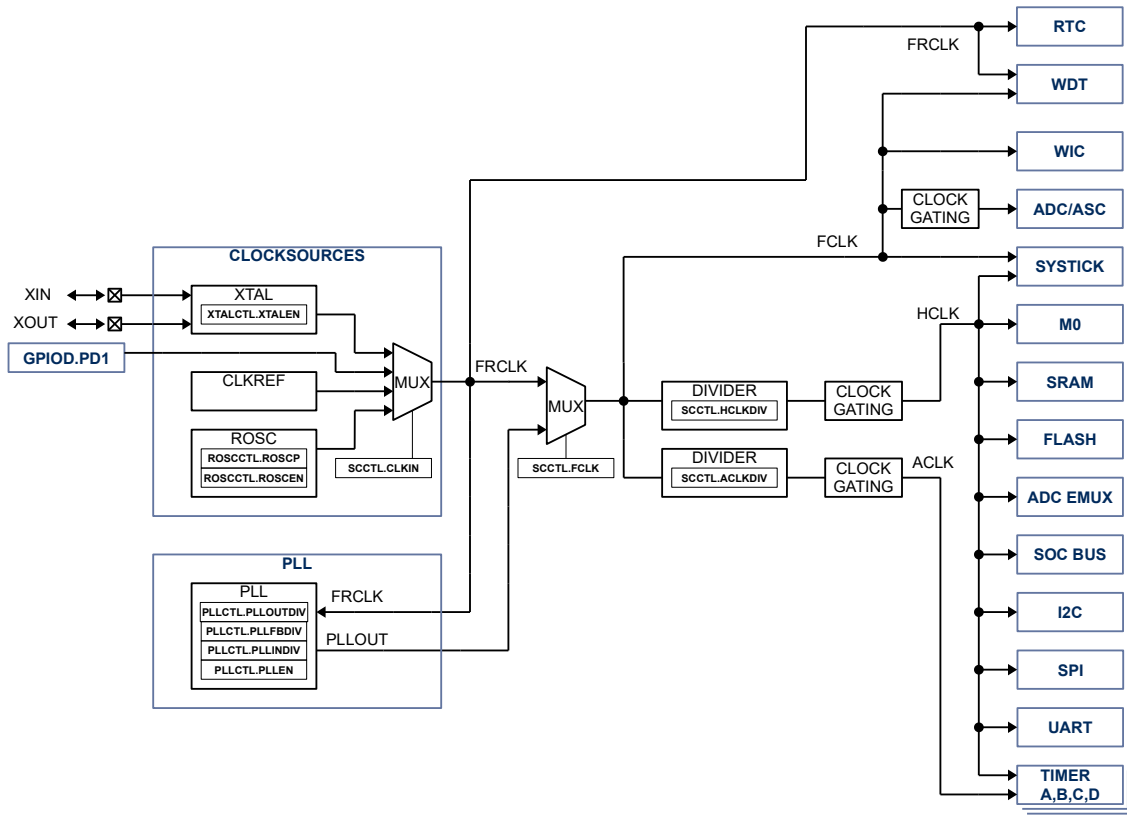 RTC
FRCLK
WDT
WIC
CLOCK
GATING
ADC/ASC
FCLK
SYSTICK
CLOCKSOURCES
XIN
XOUT
XTAL
XTALCTL.XTALEN
GPIOD.PD1
CLKREF
ROSC
ROSCCTL.ROSCP
ROSCCTL.ROSCEN
MUX
SCCTL.CLKIN
FRCLK
MUX
SCCTL.FCLK
DIVIDER
SCCTL.HCLKDIV
CLOCK
GATING
HCLK
DIVIDER
SCCTL.ACLKDIV
CLOCK
GATING
ACLK
M0
SRAM
FLASH
ADC EMUX
SOC BUS
I2C
SPI
UART
TIMER
A,B,C,D
PLL
PLL
PLLCTL.PLLOUTDIV
PLLCTL.PLLFBDIV
PLLCTL.PLLINDIV
PLLCTL.PLLEN
FRCLK
PLLOUT